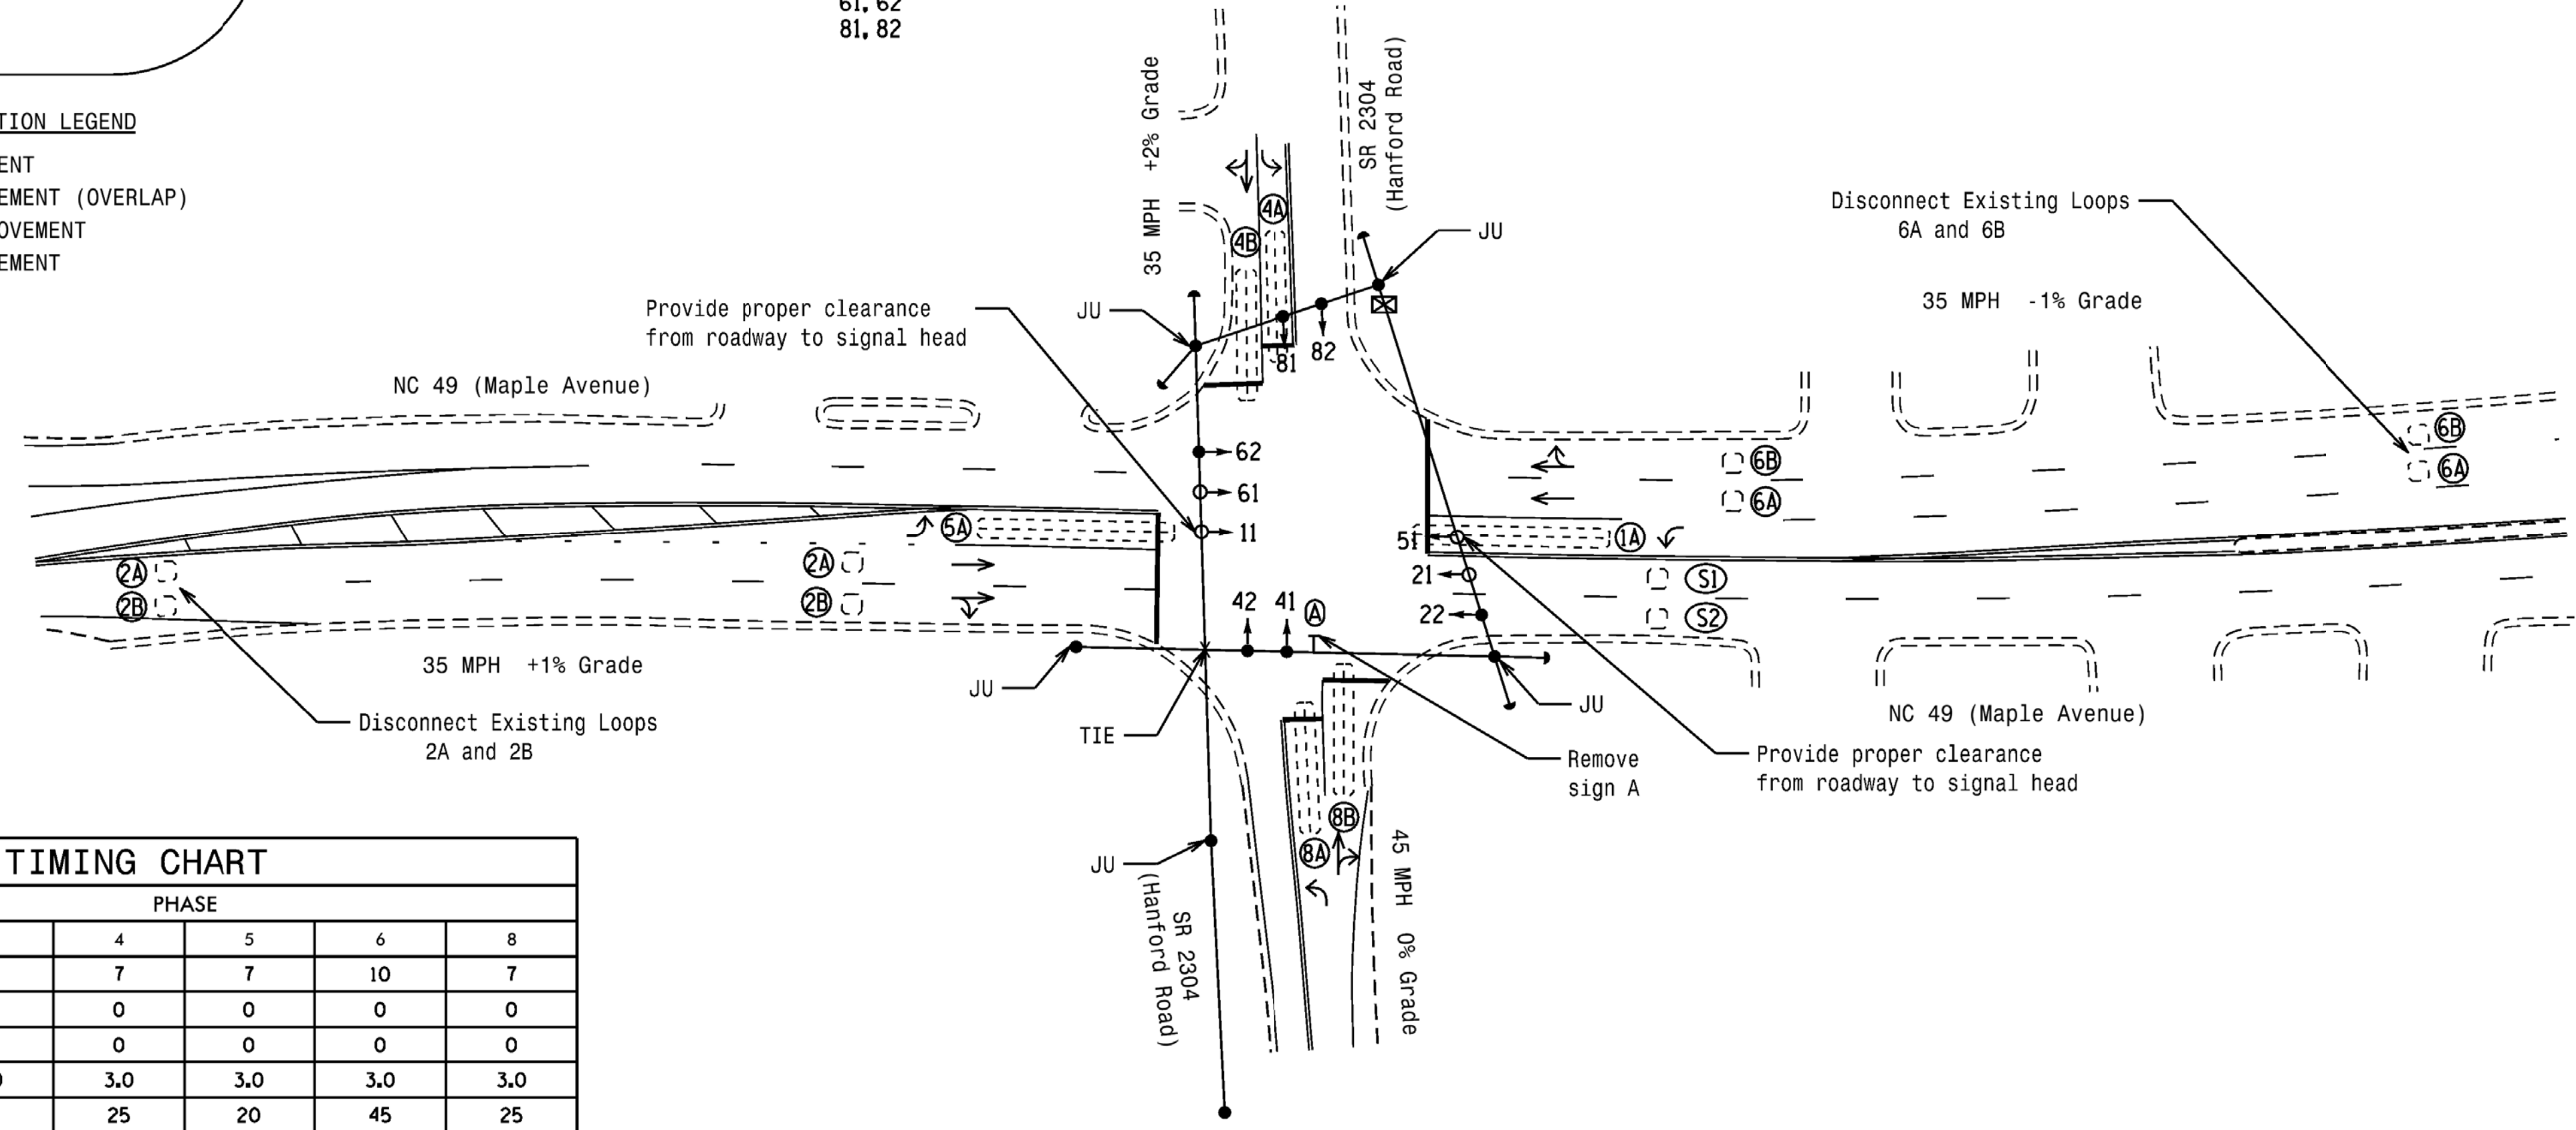 61, 62
81, 82
TION LEGEND
ENT
EMENT (OVERLAP)
OVEMENT
EMENT
35 MPH +2% Grade
SR 2304
(Hanford Road)
4A
4B
JU
Disconnect Existing Loops
6A and 6B
35 MPH -1% Grade
Provide proper clearance
from roadway to signal head
JU
82
81
NC 49 (Maple Avenue)
62
61
11
6B
6A
6B
6A
5A
51
1A
2A
2B
2A
2B
21
22
S1
S2
42
41
A
35 MPH +1% Grade
JU
TIE
JU
NC 49 (Maple Avenue)
Disconnect Existing Loops
2A and 2B
Remove
sign A
Provide proper clearance
from roadway to signal head
8B
8A
JU
SR 2304
(Hanford Road)
45 MPH 0% Grade
TIMING CHART
PHASE
4 5 6 8
7 7 10 7
0 0 0 0
0 0 0 0
3.0 3.0 3.0 3.0
25 20 45 25